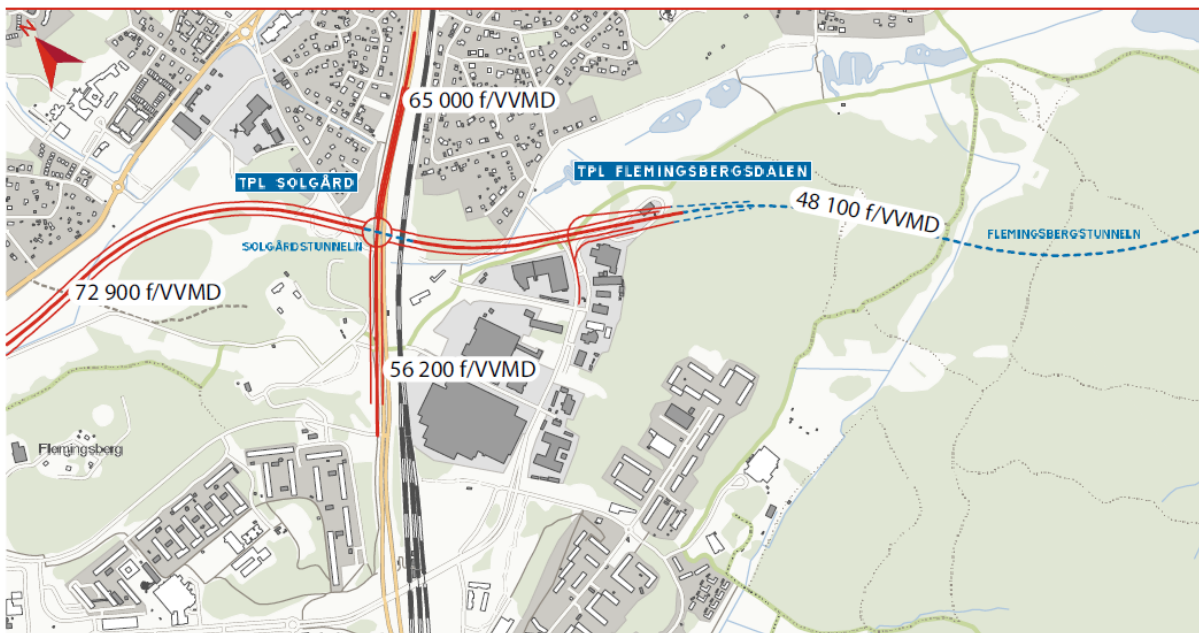 N
65 000 f/VVMD
TPL FLEMINGSBERGSDALEN
TPL SOLGÅRD
48 100 f/VVMD
SOLGÅRDSTUNNELN
FLEMINGSBERGSTUNNELN
72 900 f/VVMD
56 200 f/VVMD
Flemingsberg